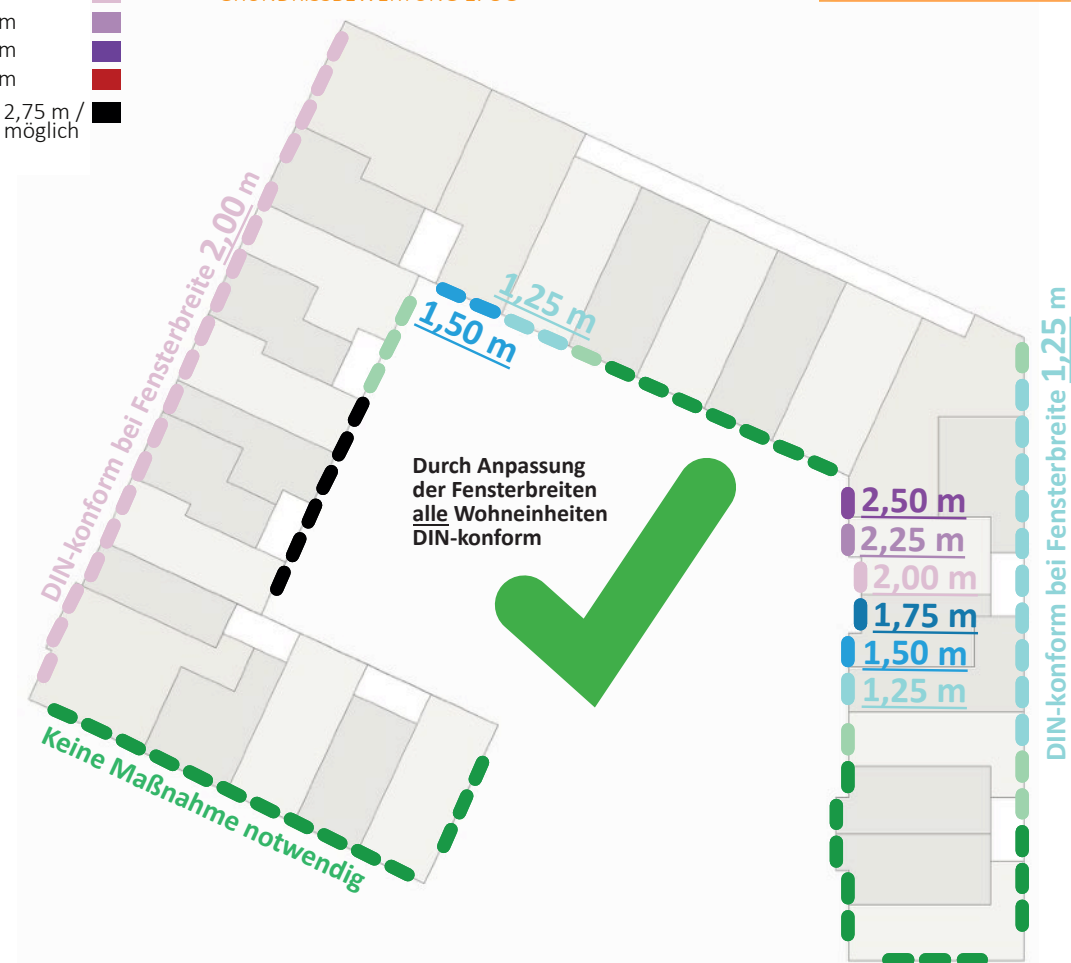 m
m
m
2,75 m /
möglich
DIN-konform bei Fensterbreite 2,00 m
1,25 m
1,50 m
Durch Anpassung
der Fensterbreiten
alle Wohneinheiten
DIN-konform
2,50 m
2,25 m
2,00 m
1,75 m
1,50 m
1,25 m
DIN-konform bei Fensterbreite 1,25 m
Keine Maßnahme notwendig